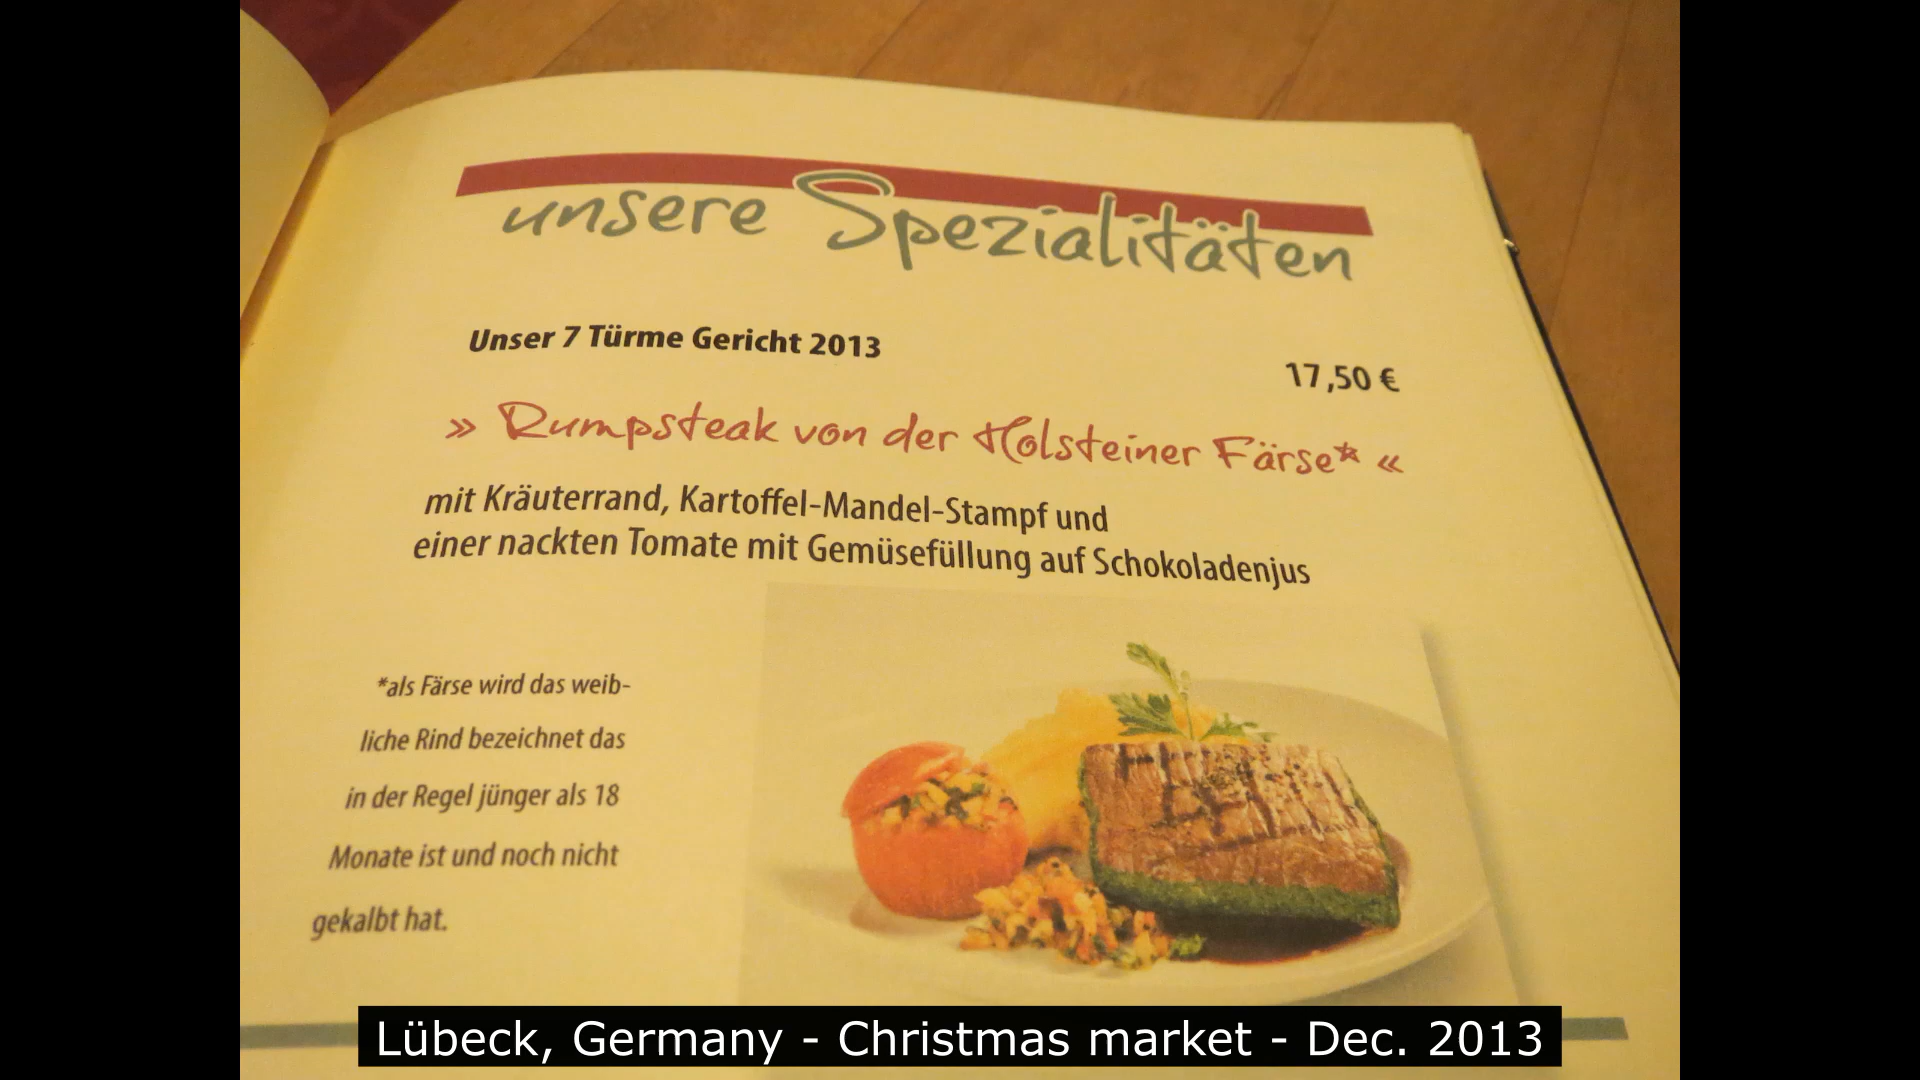 unsere Spezialitäten
Unser 7 Türme Gericht 2013
17,50 €
» Rumpsteak von der Holsteiner Färse* «
mit Kräuterrand, Kartoffel-Mandel-Stampf und
einer nackten Tomate mit Gemüsefüllung auf Schokoladenjus
*als Färse wird das weib-
liche Rind bezeichnet das
in der Regel jünger als 18
Monate ist und noch nicht
gekalbt hat.
Lübeck, Germany - Christmas market - Dec. 2013